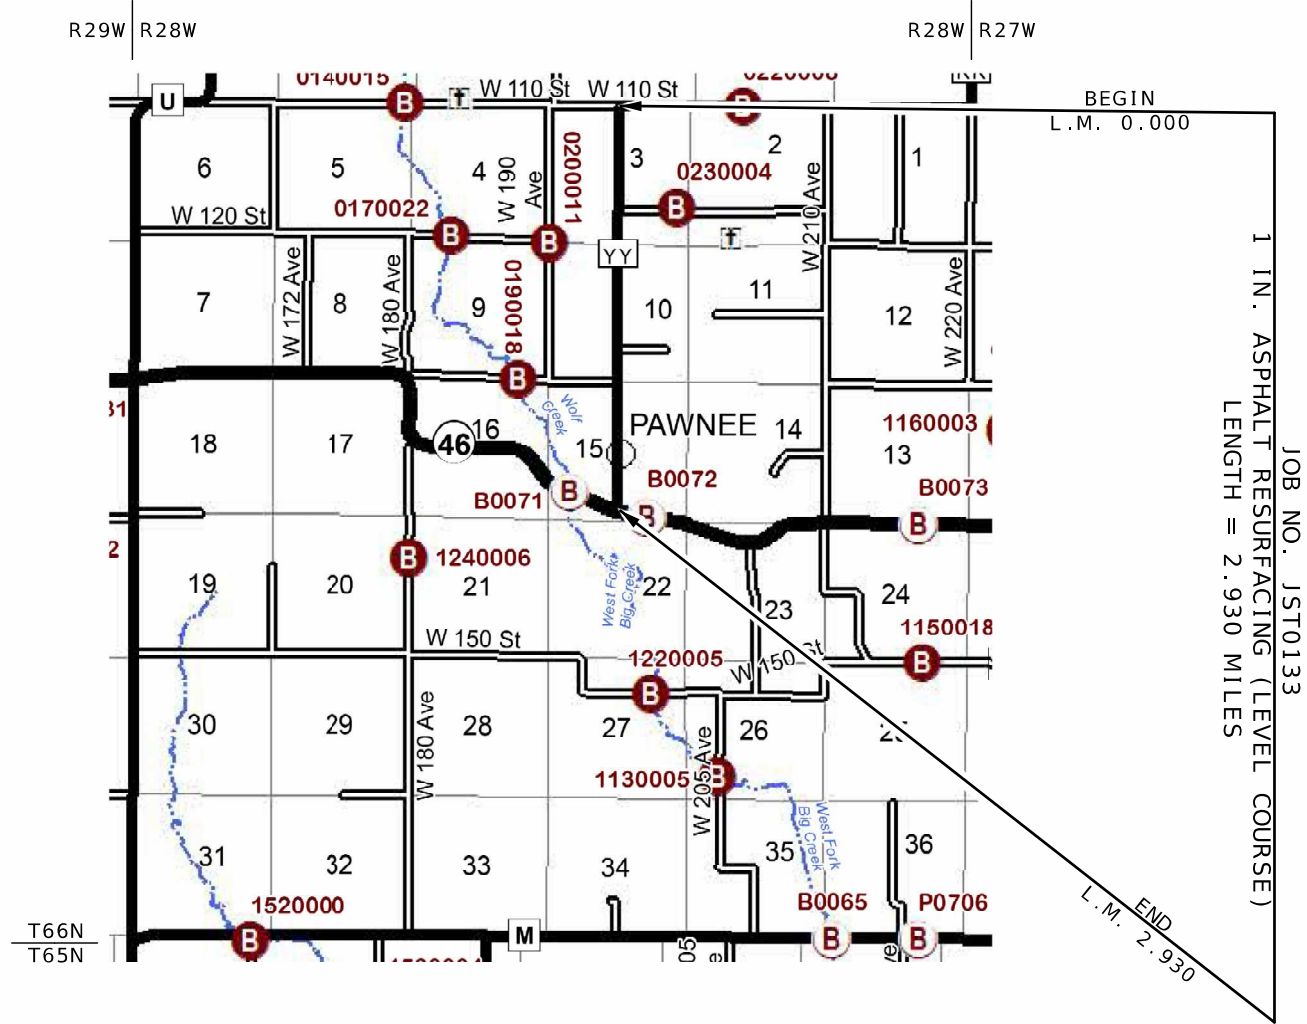 R29W R28W
R28W R27W
0140015
W 110 St
W 110 St
U
B
B
BEGIN
L.M. 0.000
6
5
4
W 190 Ave
0200011
3
2
1
0230004
B
W 120 St
0170022
B
B
YY
W 210 Ave
7
W 172 Ave
8
W 180 Ave
9
0190018
10
11
12
W 220 Ave
B
18
17
46
16
Wolf Creek
15
PAWNEE
14
1160003
13
B0071
B
B0072
B
B0073
B
19
20
B
1240006
21
West Fork Big Creek
22
23
24
1150018
B
W 150 St
1220005
B
W 150 St
30
29
W 180 Ave
28
27
26
W 205 Ave
1130005
B
31
32
33
34
35
West Fork Big Creek
36
1520000
B
M
B0065
B
P0706
B
T66N
T65N
END
L.M. 2.930
JOB NO. JST0133
1 IN. ASPHALT RESURFACING (LEVEL COURSE)
LENGTH = 2.930 MILES